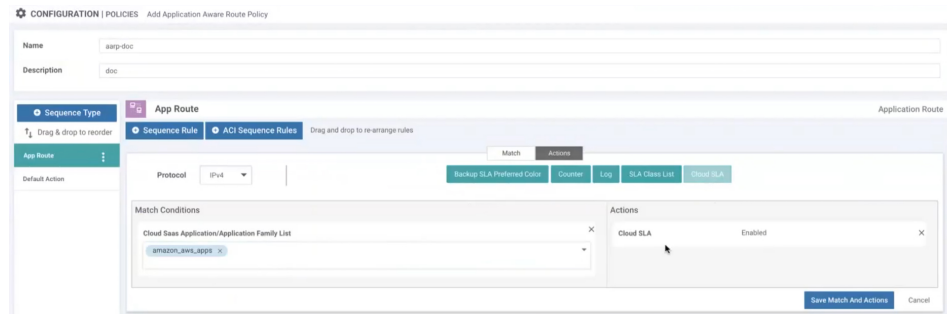 CONFIGURATION | POLICIES Add Application Aware Route Policy
Name aarp-doc
Description doc
Sequence Type
Drag & drop to reorder
App Route
Default Action
App Route Application Route
Sequence Rule ACI Sequence Rules Drag and drop to re-arrange rules
Match Actions
Protocol IPv4 Backup SLA Preferred Color Counter Log SLA Class List Cloud SLA
Match Conditions
Cloud Saas Application/Application Family List
amazon_aws_apps
Actions
Cloud SLA Enabled
Save Match And Actions Cancel